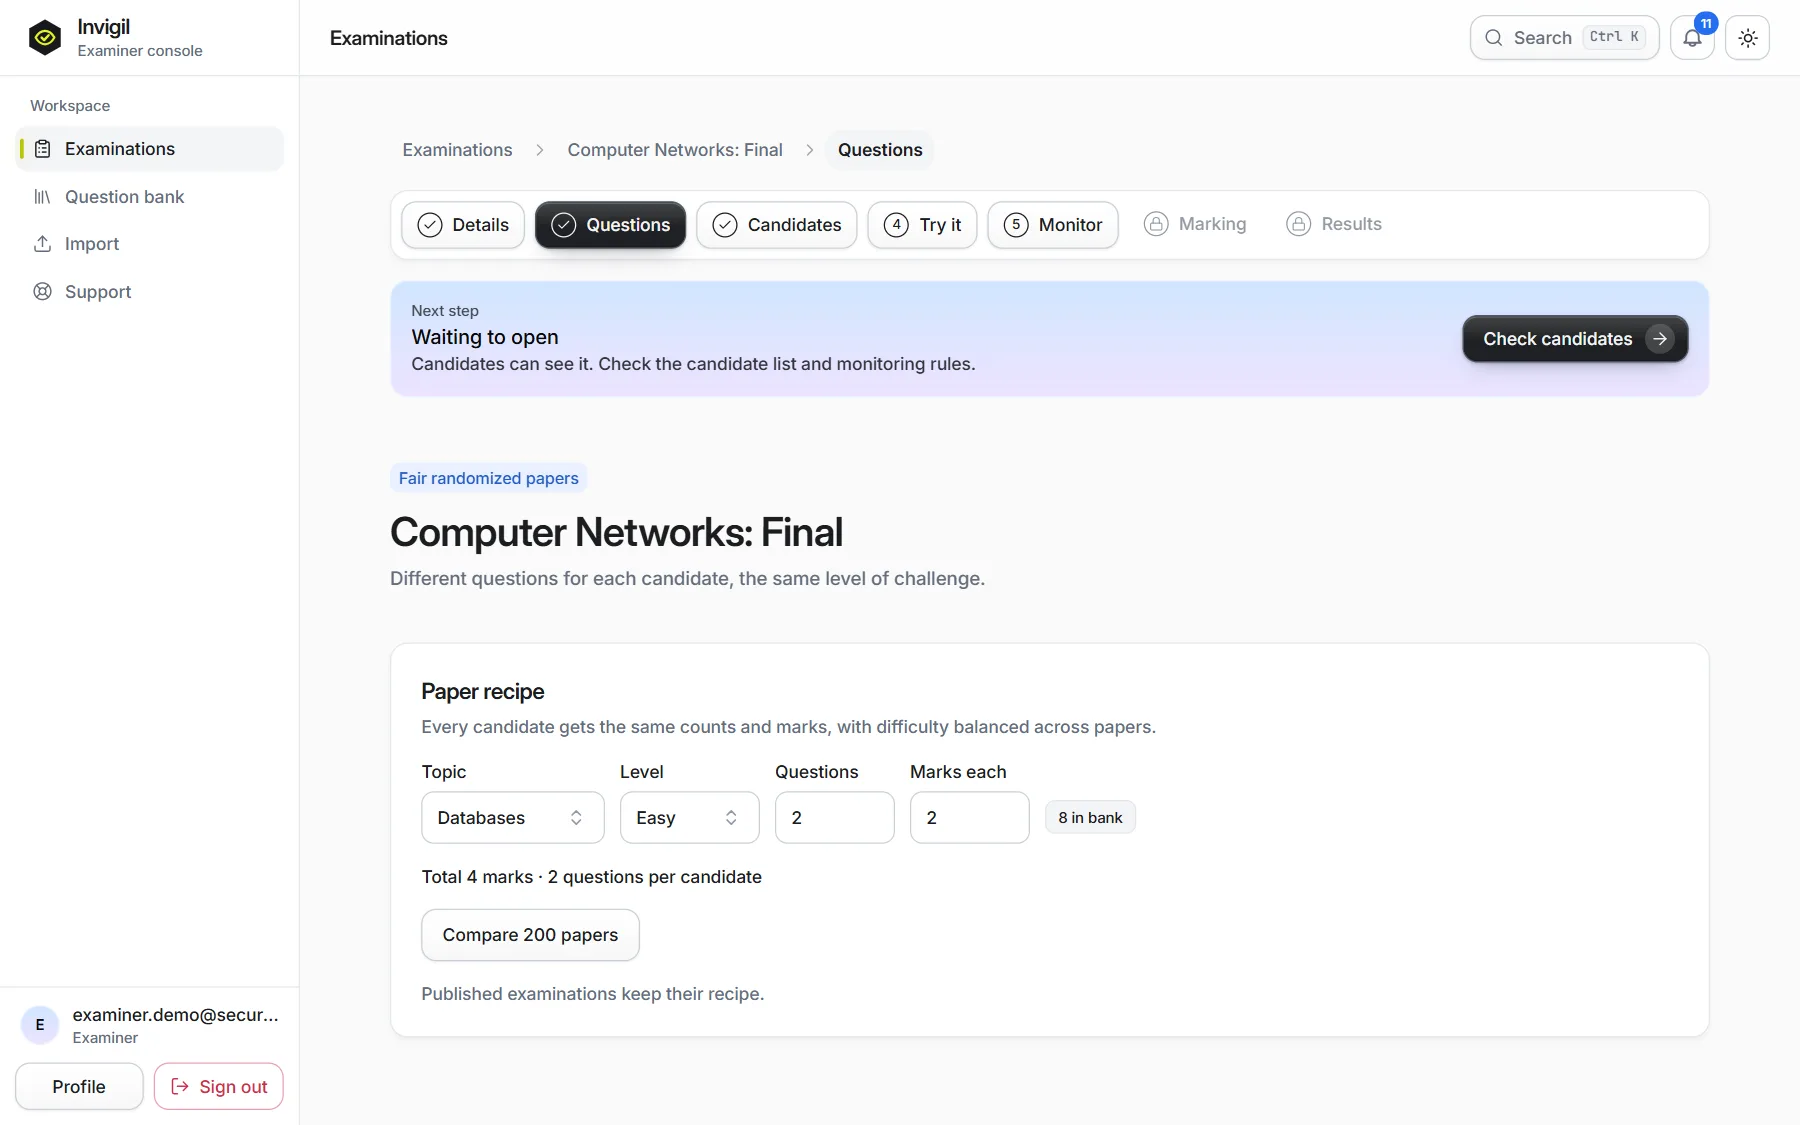 Invigil
Examiner console
Examinations
Search Ctrl K
11
Workspace
Examinations
Question bank
Import
Support
Examinations > Computer Networks: Final > Questions
Details
Questions
Candidates
4 Try it
5 Monitor
Marking
Results
Next step
Waiting to open
Candidates can see it. Check the candidate list and monitoring rules.
Check candidates
Fair randomized papers
Computer Networks: Final
Different questions for each candidate, the same level of challenge.
Paper recipe
Every candidate gets the same counts and marks, with difficulty balanced across papers.
Topic Level Questions Marks each
Databases Easy 2 2 8 in bank
Total 4 marks · 2 questions per candidate
Compare 200 papers
Published examinations keep their recipe.
E
examiner.demo@secur...
Examiner
Profile
Sign out